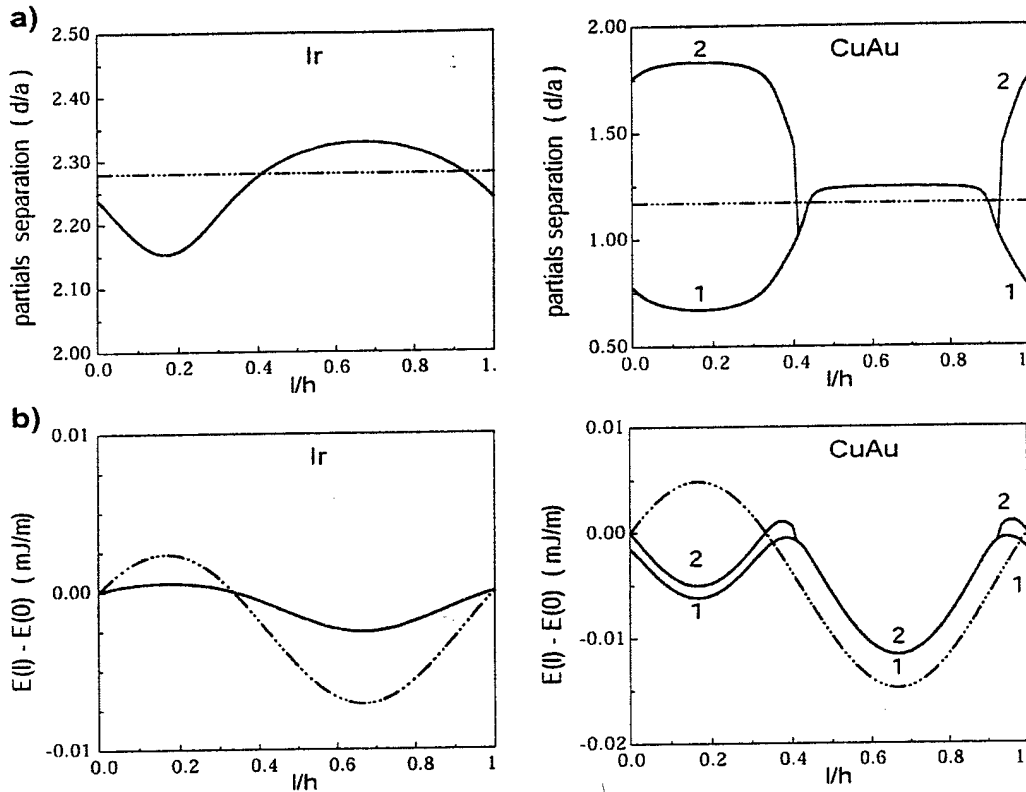 a)
Ir
2.50
2.40
2.30
2.20
2.10
2.00
partials separation ( d/a )
0.0 0.2 0.4 0.6 0.8 1.
l/h
CuAu
2.00
1.50
1.00
0.50
partials separation ( d/a )
2
2
1
1
0.0 0.2 0.4 0.6 0.8 1
l/h
b)
Ir
0.01
0.00
-0.01
E(l) - E(0) ( mJ/m )
0.0 0.2 0.4 0.6 0.8 1
l/h
CuAu
0.01
0.00
-0.01
-0.02
E(l) - E(0) ( mJ/m )
2
1
2
1
2
1
0.0 0.2 0.4 0.6 0.8 1
l/h